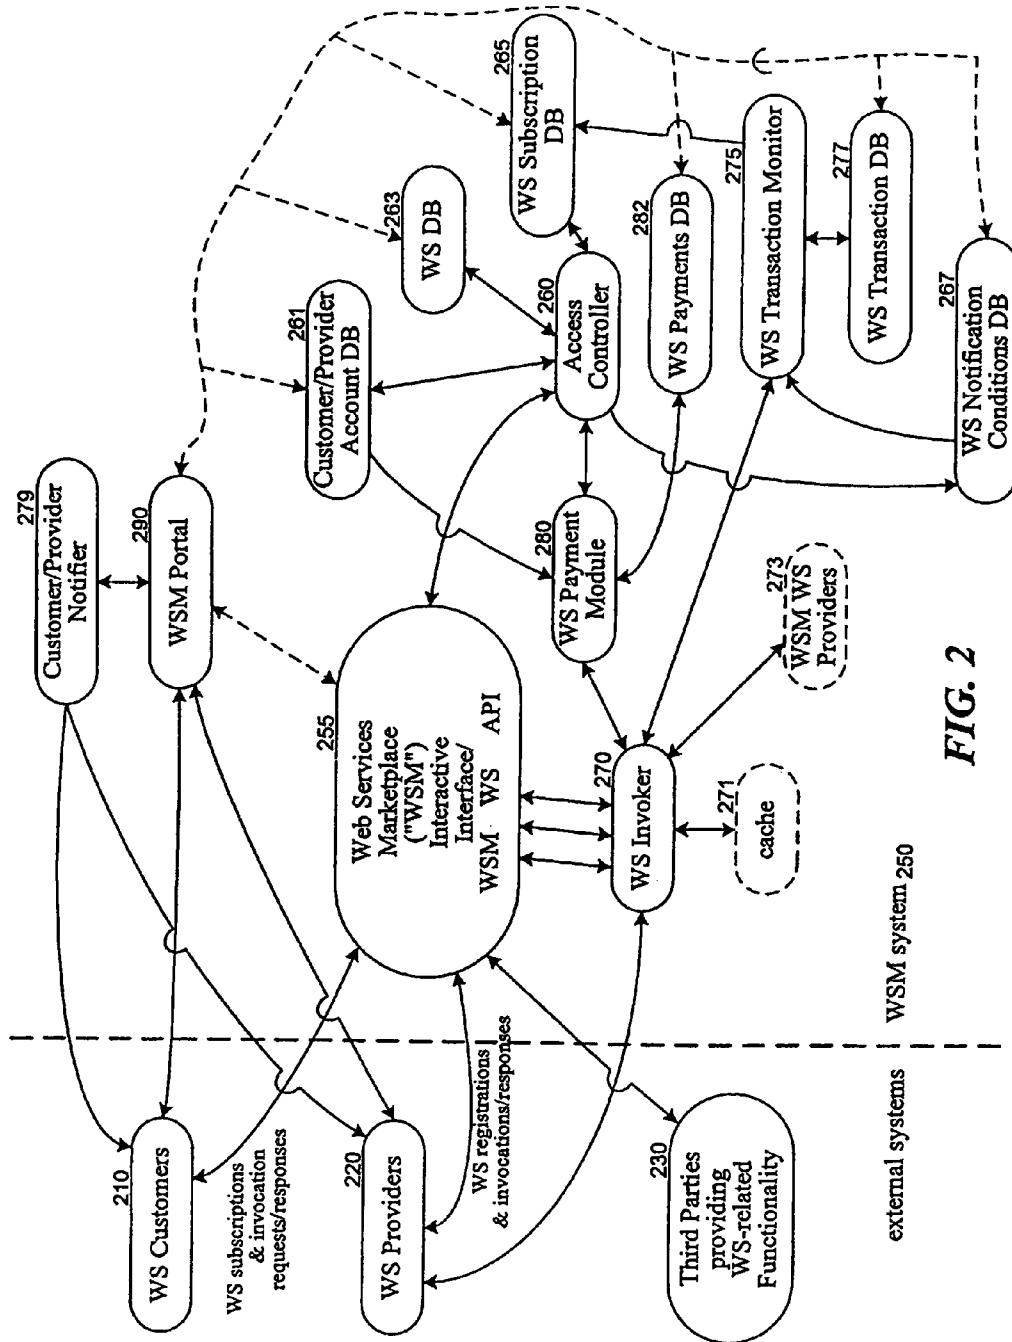 210
WS Customers
WS subscriptions
& invocation
requests/responses
220
WS Providers
WS registrations
& invocations/responses
230
Third Parties
providing
WS-related
Functionality
external systems
WSM system 250
279
Customer/Provider
Notifier
290
WSM Portal
255
Web Services
Marketplace
("WSM")
Interactive
Interface/
WSM WS API
270
WS Invoker
271
cache
273
WSM WS
Providers
280
WS Payment
Module
261
Customer/Provider
Account DB
263
WS DB
265
WS Subscription
DB
260
Access
Controller
282
WS Payments DB
275
WS Transaction Monitor
277
WS Transaction DB
267
WS Notification
Conditions DB
FIG. 2